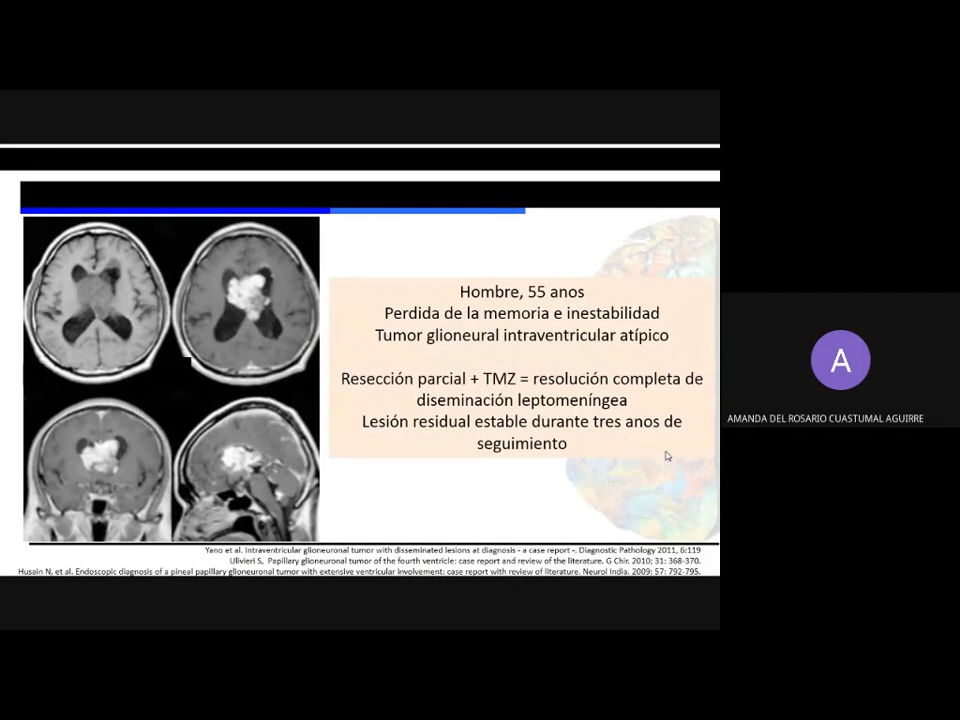 Hombre, 55 anos
Perdida de la memoria e inestabilidad
Tumor glioneural intraventricular atípico
Resección parcial + TMZ = resolución completa de
diseminación leptomeníngea
Lesión residual estable durante tres anos de
seguimiento
A
AMANDA DEL ROSARIO CUASTUMAL AGUIRRE
Yano et al. Intraventricular glioneuronal tumor with disseminated lesions at diagnosis - a case report -. Diagnostic Pathology 2011, 6:119
Ulivieri S, Papillary glioneuronal tumor of the fourth ventricle: case report and review of the literature. G Chir. 2010; 31: 368-370.
Husain N, et al. Endoscopic diagnosis of a pineal papillary glioneuronal tumor with extensive ventricular involvement: case report with review of literature. Neurol India. 2009; 57: 792-795.